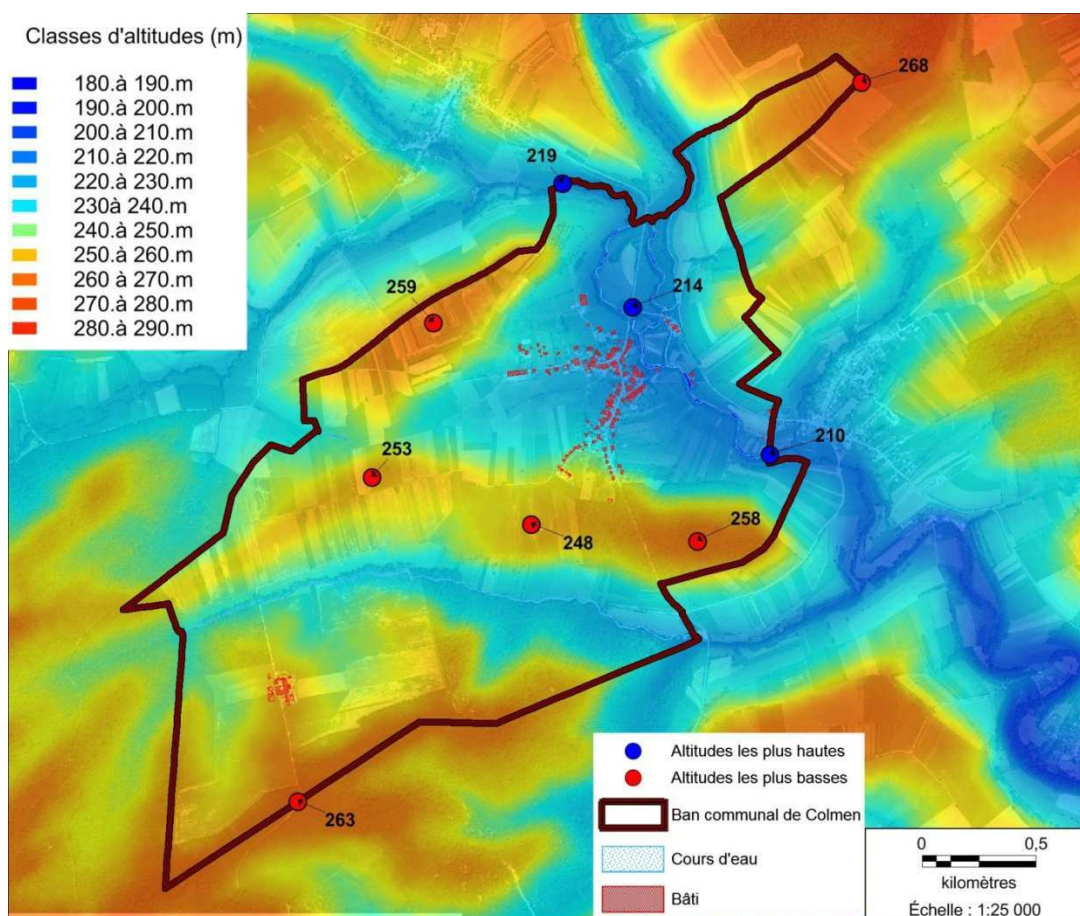 Classes d'altitudes (m)
180.à 190.m
190.à 200.m
200.à 210.m
210.à 220.m
220.à 230.m
230à 240.m
240.à 250.m
250.à 260.m
260.à 270.m
270.à 280.m
280.à 290.m
268
219
214
259
210
253
248
258
263
Altitudes les plus hautes
Altitudes les plus basses
Ban communal de Colmen
Cours d'eau
Bâti
0 0,5
kilomètres
Échelle : 1:25 000